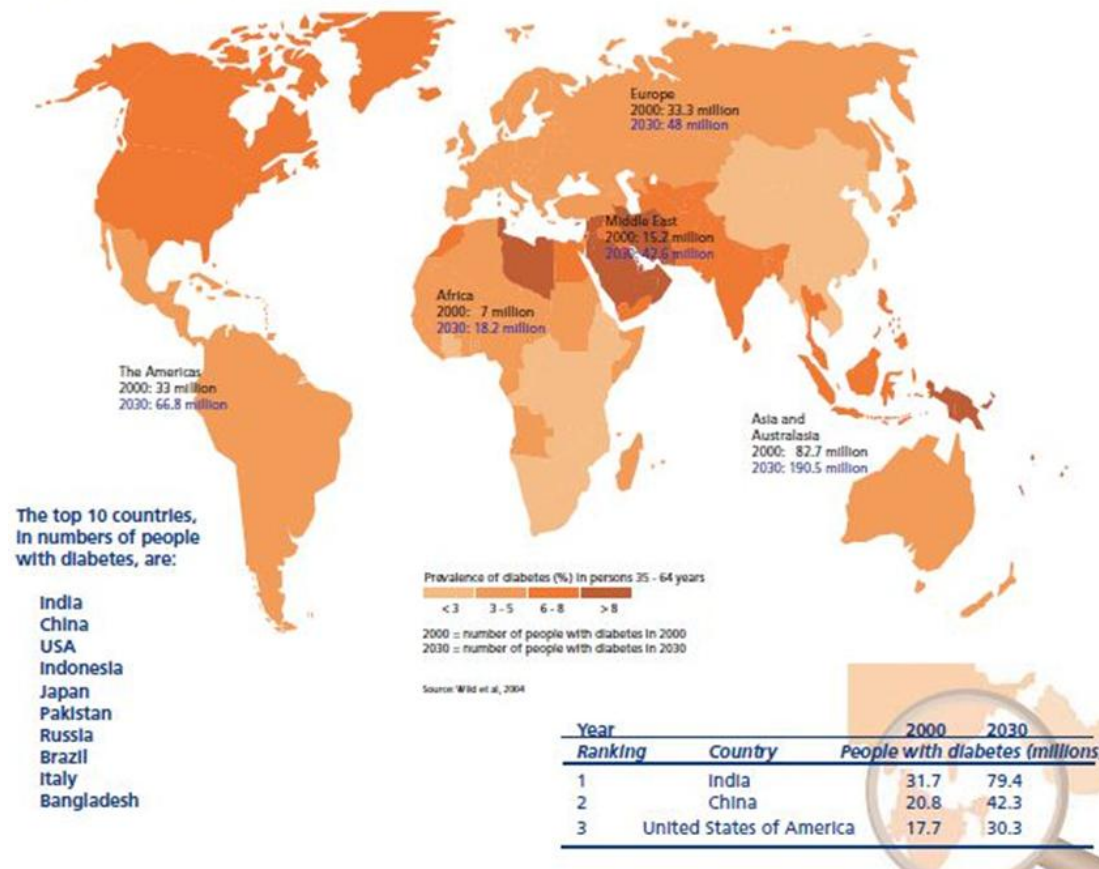 Europe
2000: 33.3 million
2030: 48 million
Middle East
2000: 15.2 million
2030: 42.6 million
Africa
2000: 7 million
2030: 18.2 million
The Americas
2000: 33 million
2030: 66.8 million
Asia and
Australasia
2000: 82.7 million
2030: 190.5 million
The top 10 countries,
in numbers of people
with diabetes, are:
India
China
USA
Indonesia
Japan
Pakistan
Russia
Brazil
Italy
Bangladesh
Prevalence of diabetes (%) in persons 35 - 64 years
< 3 3 - 5 6 - 8 > 8
2000 = number of people with diabetes in 2000
2030 = number of people with diabetes in 2030
Source: Wild et al, 2004
Year 2000 2030
Ranking Country People with diabetes (millions
1 India 31.7 79.4
2 China 20.8 42.3
3 United States of America 17.7 30.3